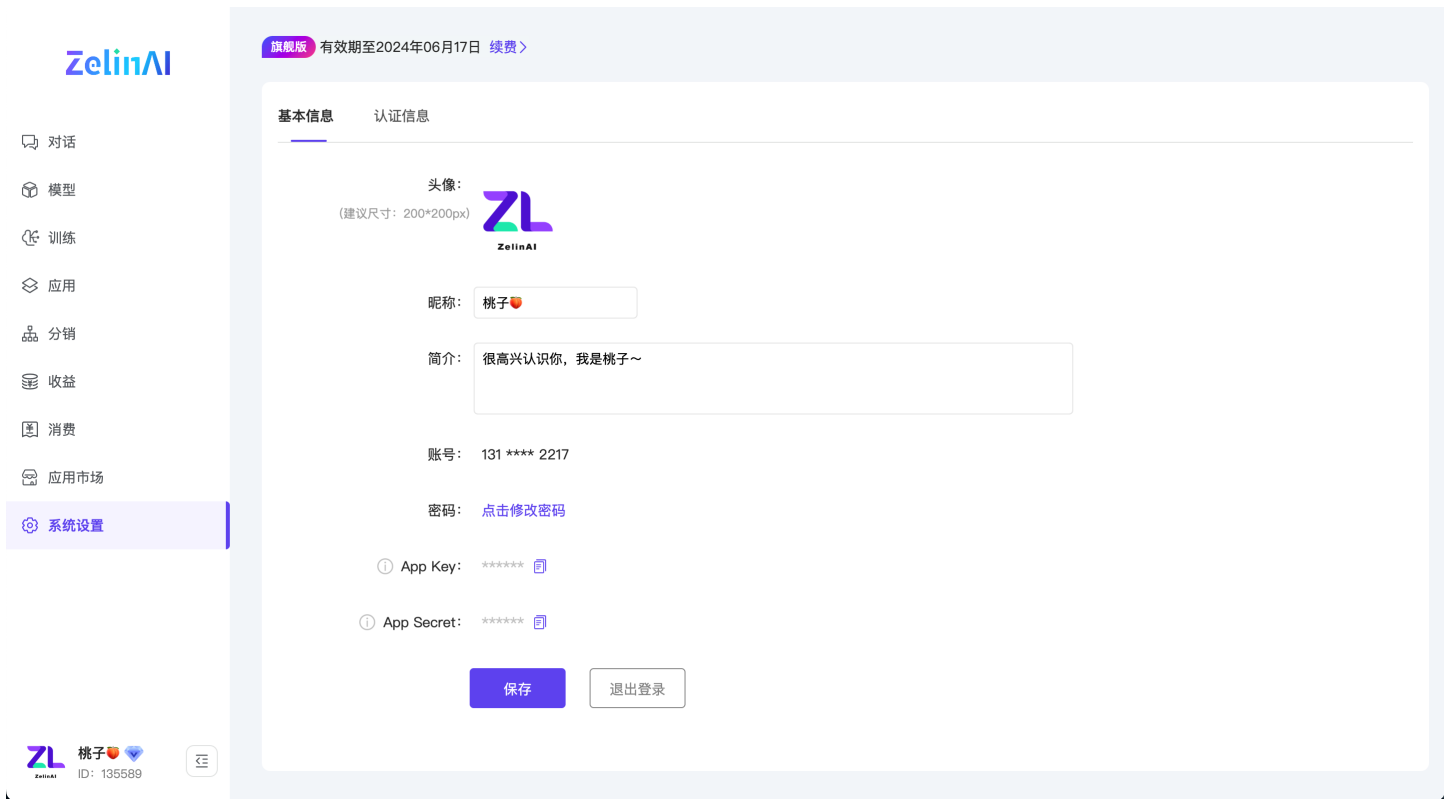 ZelinAI
对话
模型
训练
应用
分销
收益
消费
应用市场
系统设置
桃子🍑
ID：135589
ZL
ZelinAI
旗舰版 有效期至2024年06月17日 续费>
基本信息 认证信息
头像：
(建议尺寸：200*200px)
ZL
ZelinAI
昵称： 桃子🍑
简介： 很高兴认识你，我是桃子～
账号： 131 **** 2217
密码： 点击修改密码
App Key： ******
App Secret： ******
保存 退出登录